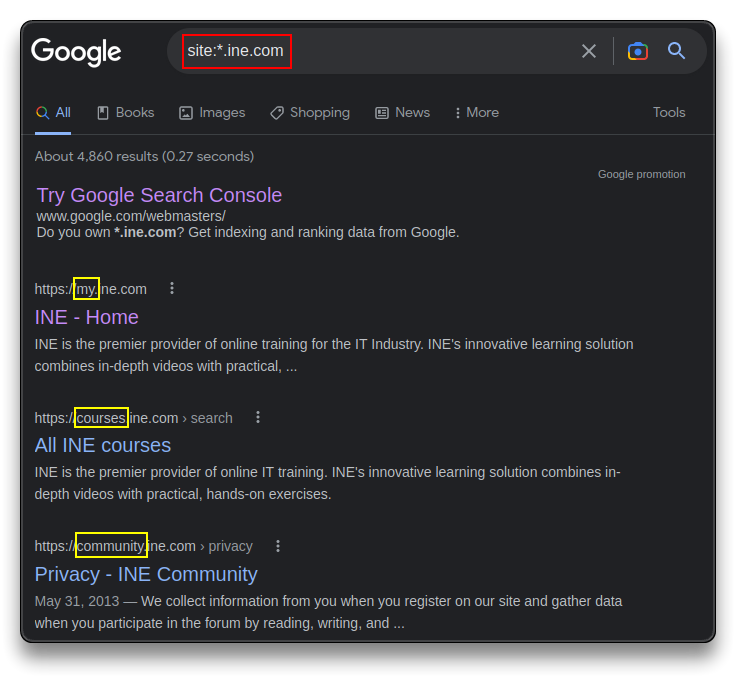 Google
site:*.ine.com
All Books Images Shopping News More Tools
About 4,860 results (0.27 seconds)
Google promotion
Try Google Search Console
www.google.com/webmasters/
Do you own *.ine.com? Get indexing and ranking data from Google.
https://my.ine.com
INE - Home
INE is the premier provider of online training for the IT Industry. INE's innovative learning solution
combines in-depth videos with practical, ...
https://courses.ine.com › search
All INE courses
INE is the premier provider of online IT training. INE's innovative learning solution combines in-
depth videos with practical, hands-on exercises.
https://community.ine.com › privacy
Privacy - INE Community
May 31, 2013 — We collect information from you when you register on our site and gather data
when you participate in the forum by reading, writing, and ...